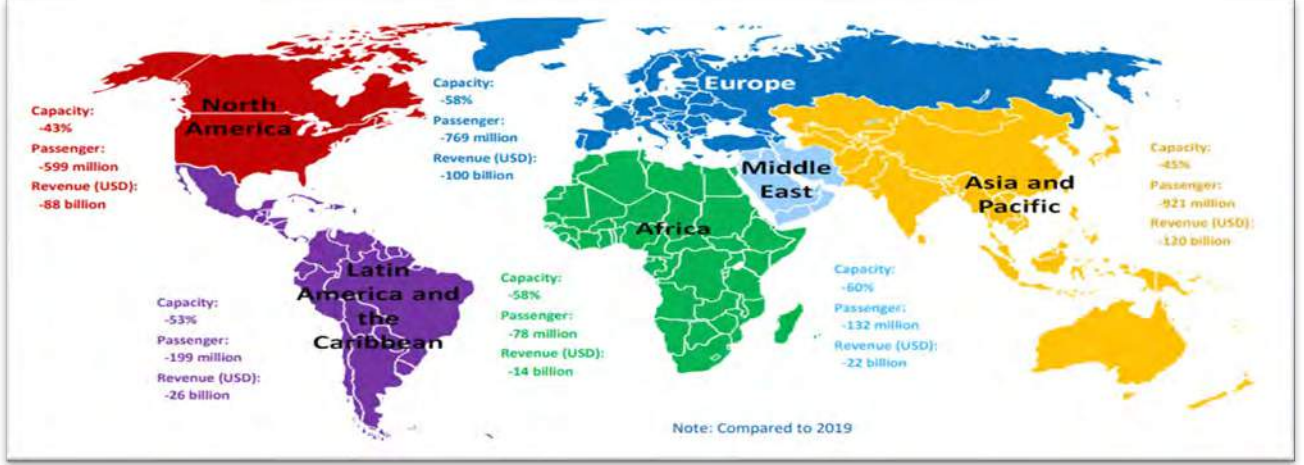 North
America
Capacity:
-43%
Passenger:
-599 million
Revenue (USD):
-88 billion
Europe
Capacity:
-58%
Passenger:
-769 million
Revenue (USD):
-100 billion
Middle
East
Asia and
Pacific
Capacity:
-45%
Passenger:
-921 million
Revenue (USD):
-120 billion
Africa
Latin
America and
the
Caribbean
Capacity:
-53%
Passenger:
-199 million
Revenue (USD):
-26 billion
Capacity:
-58%
Passenger:
-78 million
Revenue (USD):
-14 billion
Capacity:
-60%
Passenger:
-132 million
Revenue (USD):
-22 billion
Note: Compared to 2019